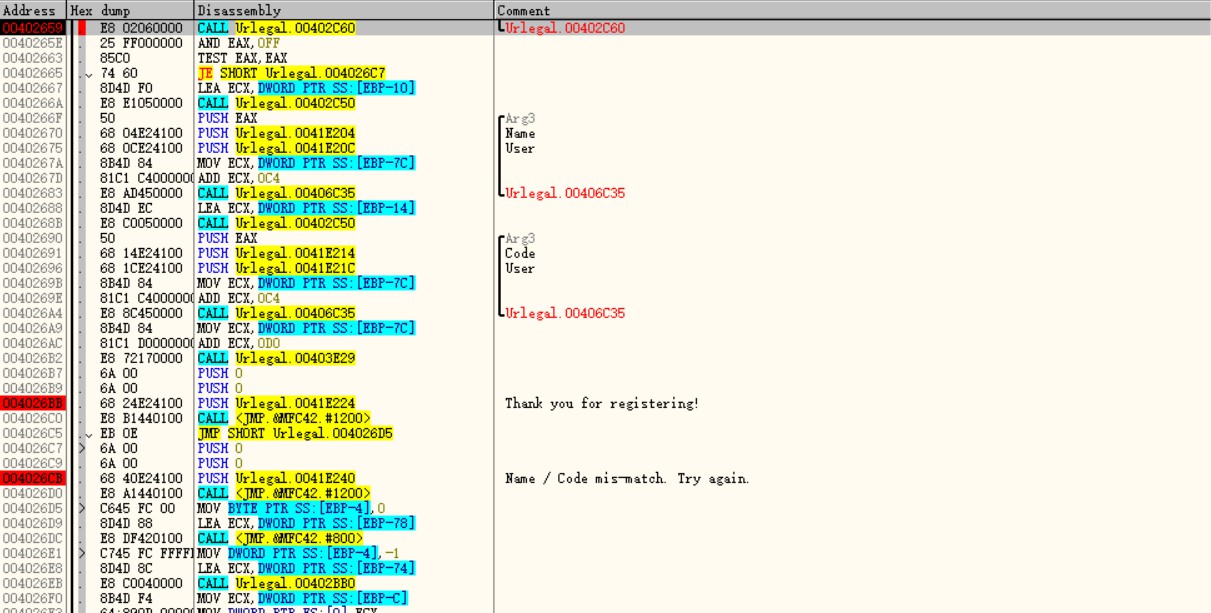 Address Hex dump Disassembly Comment
00402659 E8 02060000 CALL Urlegal.00402C60 Urlegal.00402C60
0040265E . 25 FF000000 AND EAX,0FF
00402663 . 85C0 TEST EAX,EAX
00402665 . 74 60 JE SHORT Urlegal.004026C7
00402667 . 8D4D F0 LEA ECX,DWORD PTR SS:[EBP-10]
0040266A . E8 E1050000 CALL Urlegal.00402C50
0040266F . 50 PUSH EAX Arg3
00402670 . 68 04E24100 PUSH Urlegal.0041E204 Name
00402675 . 68 0CE24100 PUSH Urlegal.0041E20C User
0040267A . 8B4D 84 MOV ECX,DWORD PTR SS:[EBP-7C]
0040267D . 81C1 C4000000 ADD ECX,0C4
00402683 . E8 AD450000 CALL Urlegal.00406C35 Urlegal.00406C35
00402688 . 8D4D EC LEA ECX,DWORD PTR SS:[EBP-14]
0040268B . E8 C0050000 CALL Urlegal.00402C50
00402690 . 50 PUSH EAX Arg3
00402691 . 68 14E24100 PUSH Urlegal.0041E214 Code
00402696 . 68 1CE24100 PUSH Urlegal.0041E21C User
0040269B . 8B4D 84 MOV ECX,DWORD PTR SS:[EBP-7C]
0040269E . 81C1 C4000000 ADD ECX,0C4
004026A4 . E8 8C450000 CALL Urlegal.00406C35 Urlegal.00406C35
004026A9 . 8B4D 84 MOV ECX,DWORD PTR SS:[EBP-7C]
004026AC . 81C1 D0000000 ADD ECX,0D0
004026B2 . E8 72170000 CALL Urlegal.00403E29
004026B7 . 6A 00 PUSH 0
004026B9 . 6A 00 PUSH 0
004026BB . 68 24E24100 PUSH Urlegal.0041E224 Thank you for registering!
004026C0 . E8 B1440100 CALL <JMP.&MFC42.#1200>
004026C5 . EB 0E JMP SHORT Urlegal.004026D5
004026C7 > 6A 00 PUSH 0
004026C9 . 6A 00 PUSH 0
004026CB . 68 40E24100 PUSH Urlegal.0041E240 Name / Code mis-match. Try again.
004026D0 . E8 A1440100 CALL <JMP.&MFC42.#1200>
004026D5 > C645 FC 00 MOV BYTE PTR SS:[EBP-4],0
004026D9 . 8D4D 88 LEA ECX,DWORD PTR SS:[EBP-78]
004026DC . E8 DF420100 CALL <JMP.&MFC42.#800>
004026E1 > C745 FC FFFF MOV DWORD PTR SS:[EBP-4],-1
004026E8 . 8D4D 8C LEA ECX,DWORD PTR SS:[EBP-74]
004026EB . E8 C0040000 CALL Urlegal.00402BB0
004026F0 . 8B4D F4 MOV ECX,DWORD PTR SS:[EBP-C]